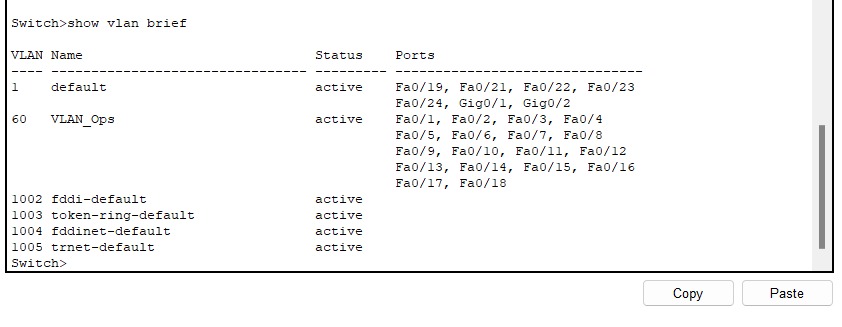 Switch>show vlan brief
VLAN Name Status Ports
---- -------------------------------- --------- -------------------------------
1 default active Fa0/19, Fa0/21, Fa0/22, Fa0/23
Fa0/24, Gig0/1, Gig0/2
60 VLAN_Ops active Fa0/1, Fa0/2, Fa0/3, Fa0/4
Fa0/5, Fa0/6, Fa0/7, Fa0/8
Fa0/9, Fa0/10, Fa0/11, Fa0/12
Fa0/13, Fa0/14, Fa0/15, Fa0/16
Fa0/17, Fa0/18
1002 fddi-default active
1003 token-ring-default active
1004 fddinet-default active
1005 trnet-default active
Switch>
Copy Paste